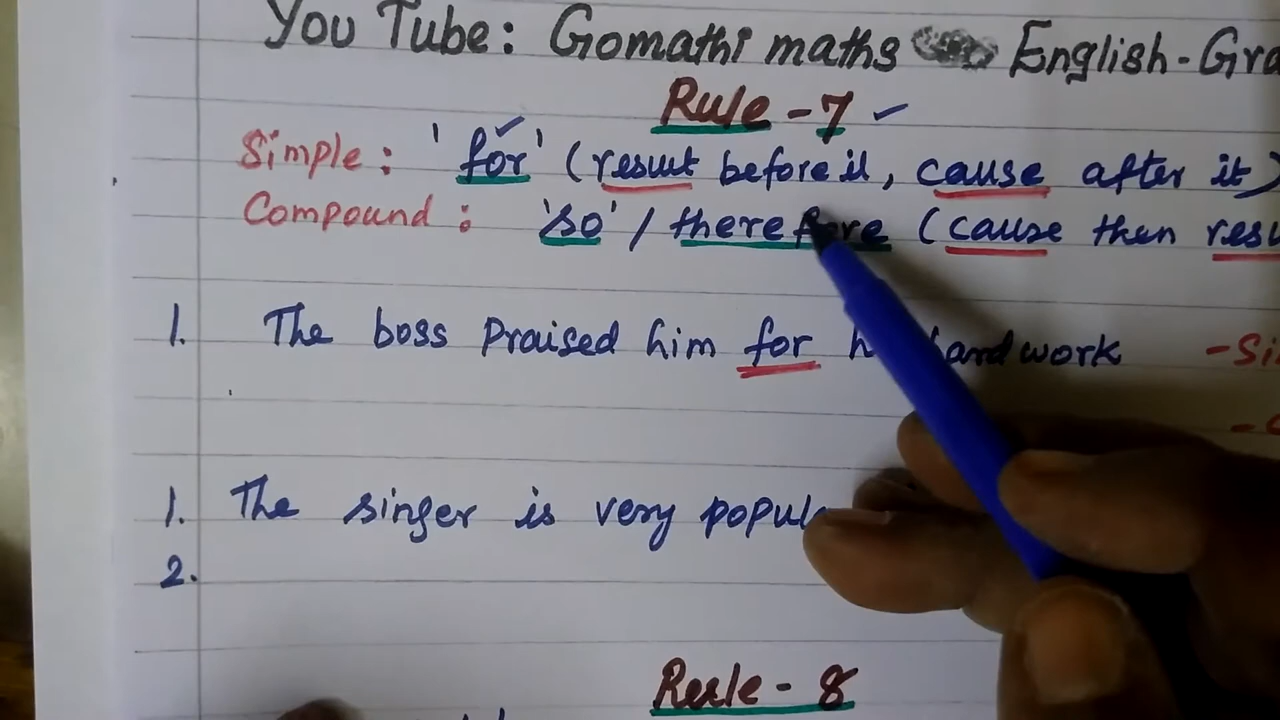 You Tube: Gomathi maths English-Gra
Rule - 7
Simple: 'for' (result before it, cause after it)
Compound: 'so' / therefore (cause then resu
1. The boss Praised him for hardwork -Si
1. The singer is very popul
2.
Rule - 8